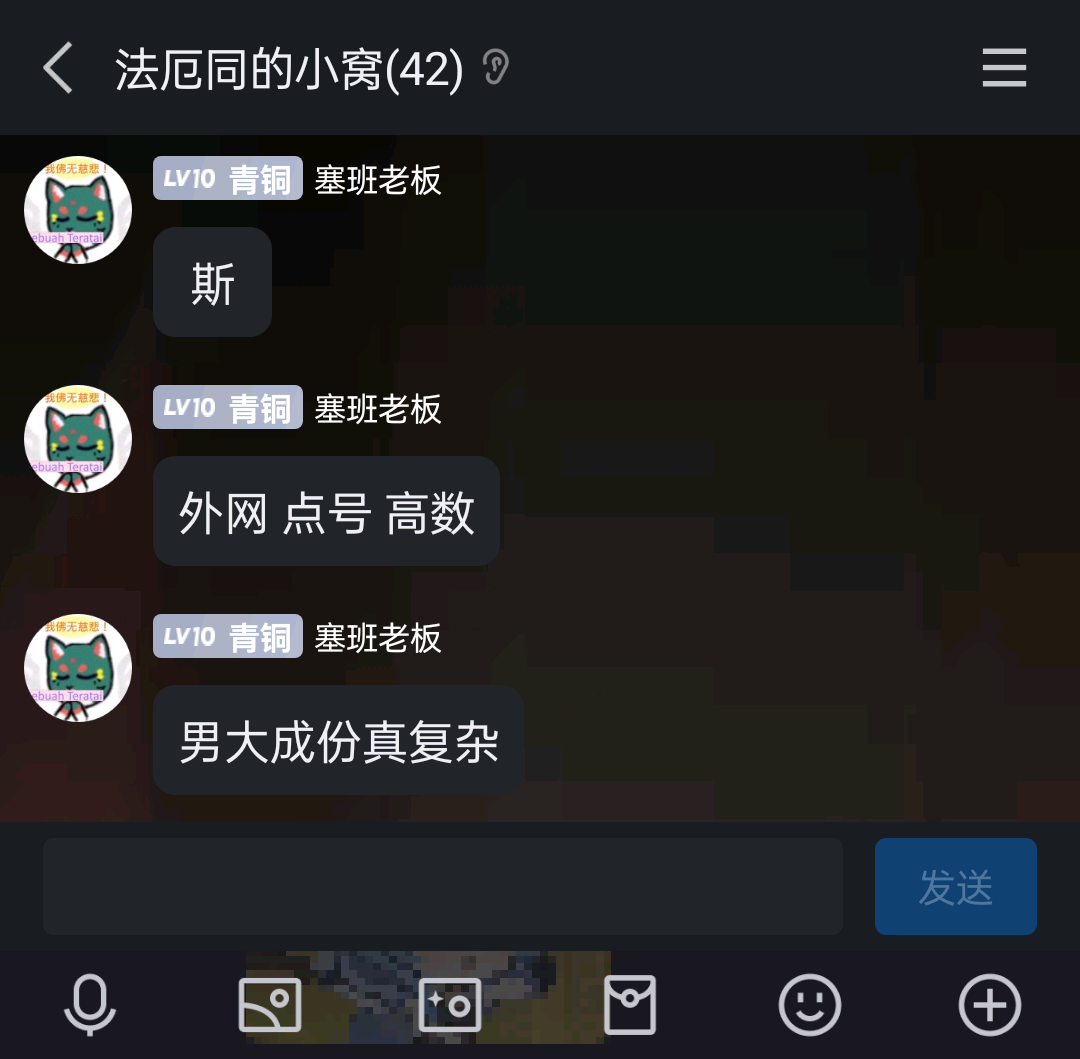 法厄同的小窝(42)
我佛无慈悲！
ebuah Teratai
LV10 青铜 塞班老板
斯
我佛无慈悲！
ebuah Teratai
LV10 青铜 塞班老板
外网 点号 高数
我佛无慈悲！
ebuah Teratai
LV10 青铜 塞班老板
男大成份真复杂
发送